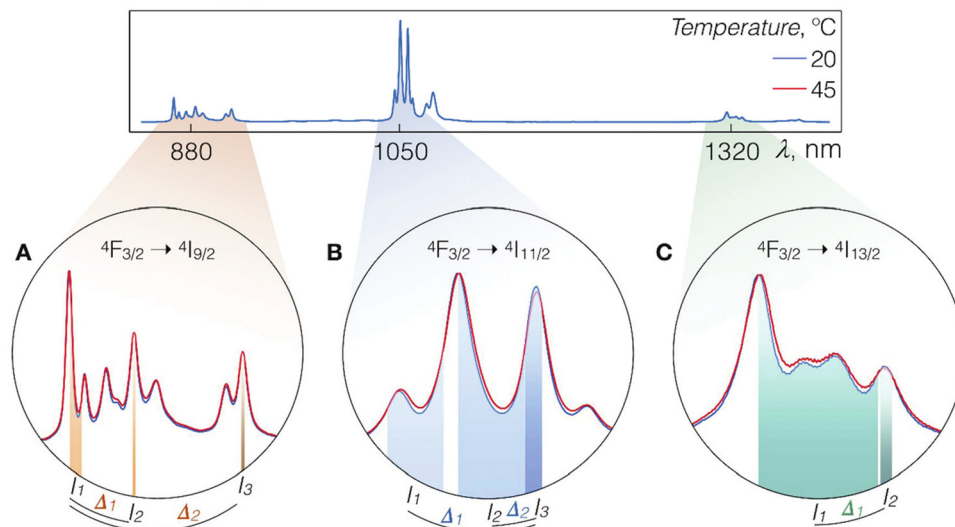 Temperature, °C
20
45
880
1050
1320
λ, nm
A
⁴F₃/₂ → ⁴I₉/₂
B
⁴F₃/₂ → ⁴I₁₁/₂
C
⁴F₃/₂ → ⁴I₁₃/₂
I₁
Δ₁
I₂
Δ₂
I₃
I₁
Δ₁
I₂
Δ₂
I₃
I₁
Δ₁
I₂